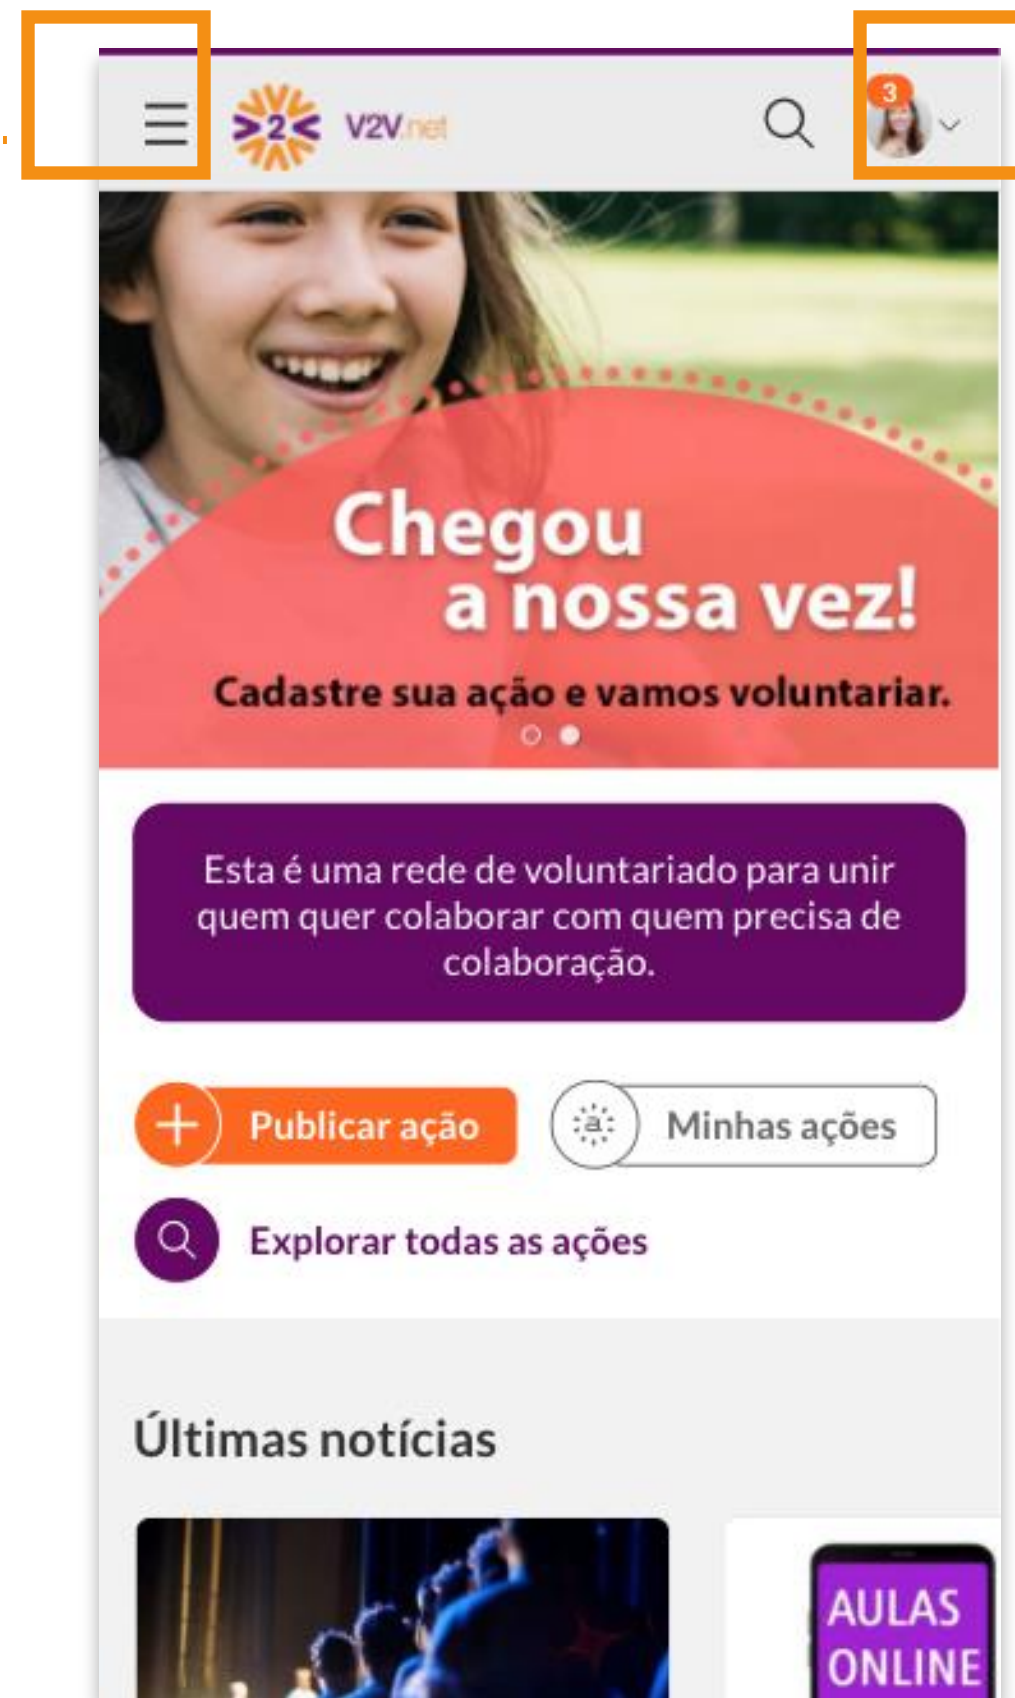 >2<
V2V.net
3
Chegou
a nossa vez!
Cadastre sua ação e vamos voluntariar.
Esta é uma rede de voluntariado para unir
quem quer colaborar com quem precisa de
colaboração.
Publicar ação
a
Minhas ações
Explorar todas as ações
Últimas notícias
AULAS
ONLINE